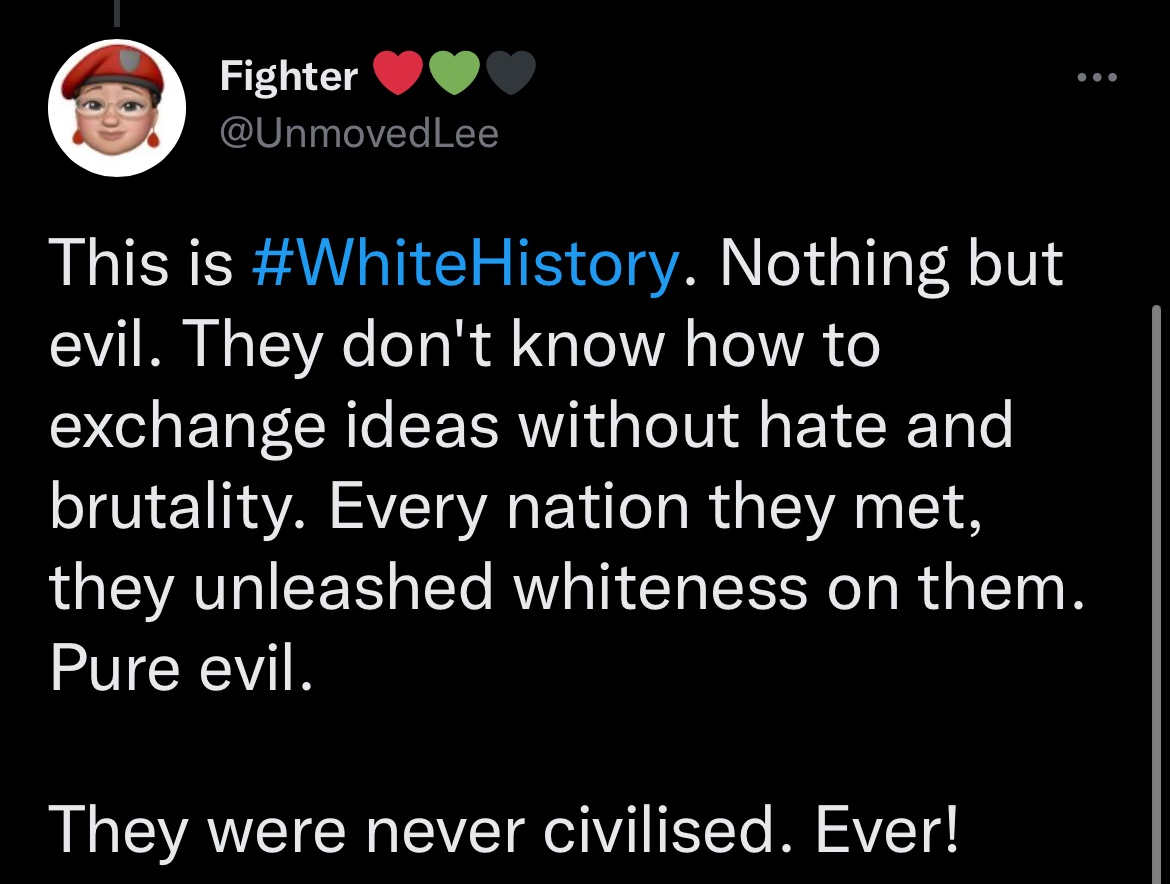 Fighter ❤️💚🖤
@UnmovedLee
This is #WhiteHistory. Nothing but
evil. They don't know how to
exchange ideas without hate and
brutality. Every nation they met,
they unleashed whiteness on them.
Pure evil.
They were never civilised. Ever!